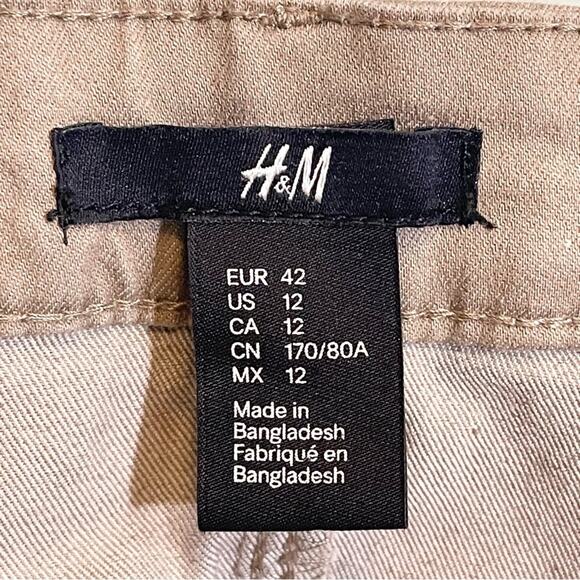 H&M
EUR 42
US 12
CA 12
CN 170/80A
MX 12
Made in
Bangladesh
Fabriqué en
Bangladesh